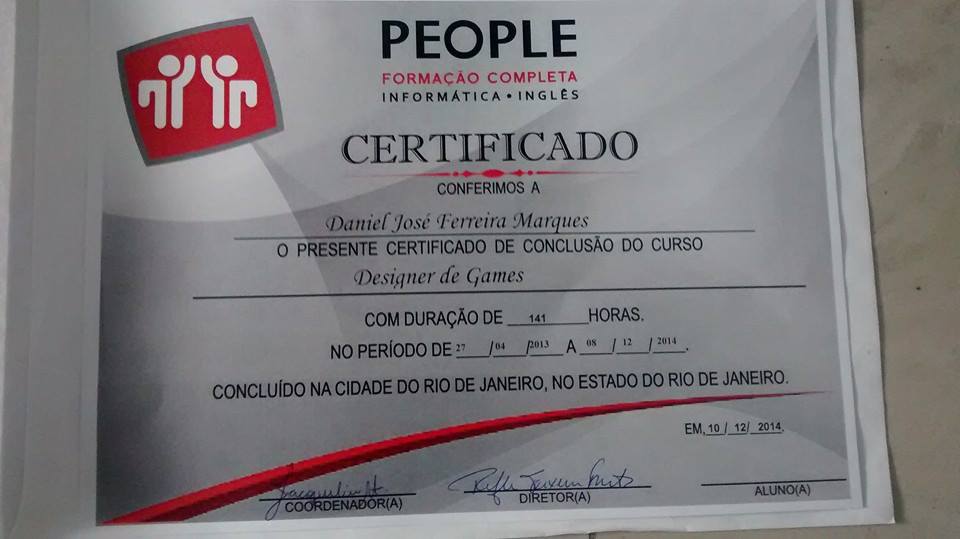 PEOPLE
FORMAÇÃO COMPLETA
INFORMÁTICA • INGLÊS
CERTIFICADO
CONFERIMOS A
Daniel José Ferreira Marques
O PRESENTE CERTIFICADO DE CONCLUSÃO DO CURSO
Designer de Games
COM DURAÇÃO DE 141 HORAS.
NO PERÍODO DE 27 / 04 / 2013 A 08 / 12 / 2014.
CONCLUÍDO NA CIDADE DO RIO DE JANEIRO, NO ESTADO DO RIO DE JANEIRO.
EM, 10 / 12 / 2014.
COORDENADOR(A) DIRETOR(A) ALUNO(A)